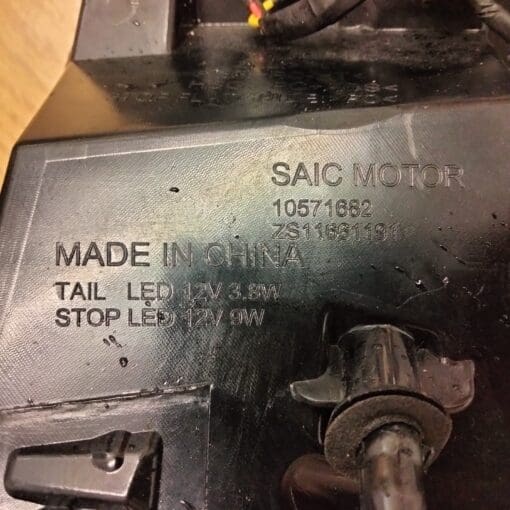 SAIC MOTOR
10571682
MADE IN CHINA
TAIL LED 12V 3.8W
STOP LED 12V 9W